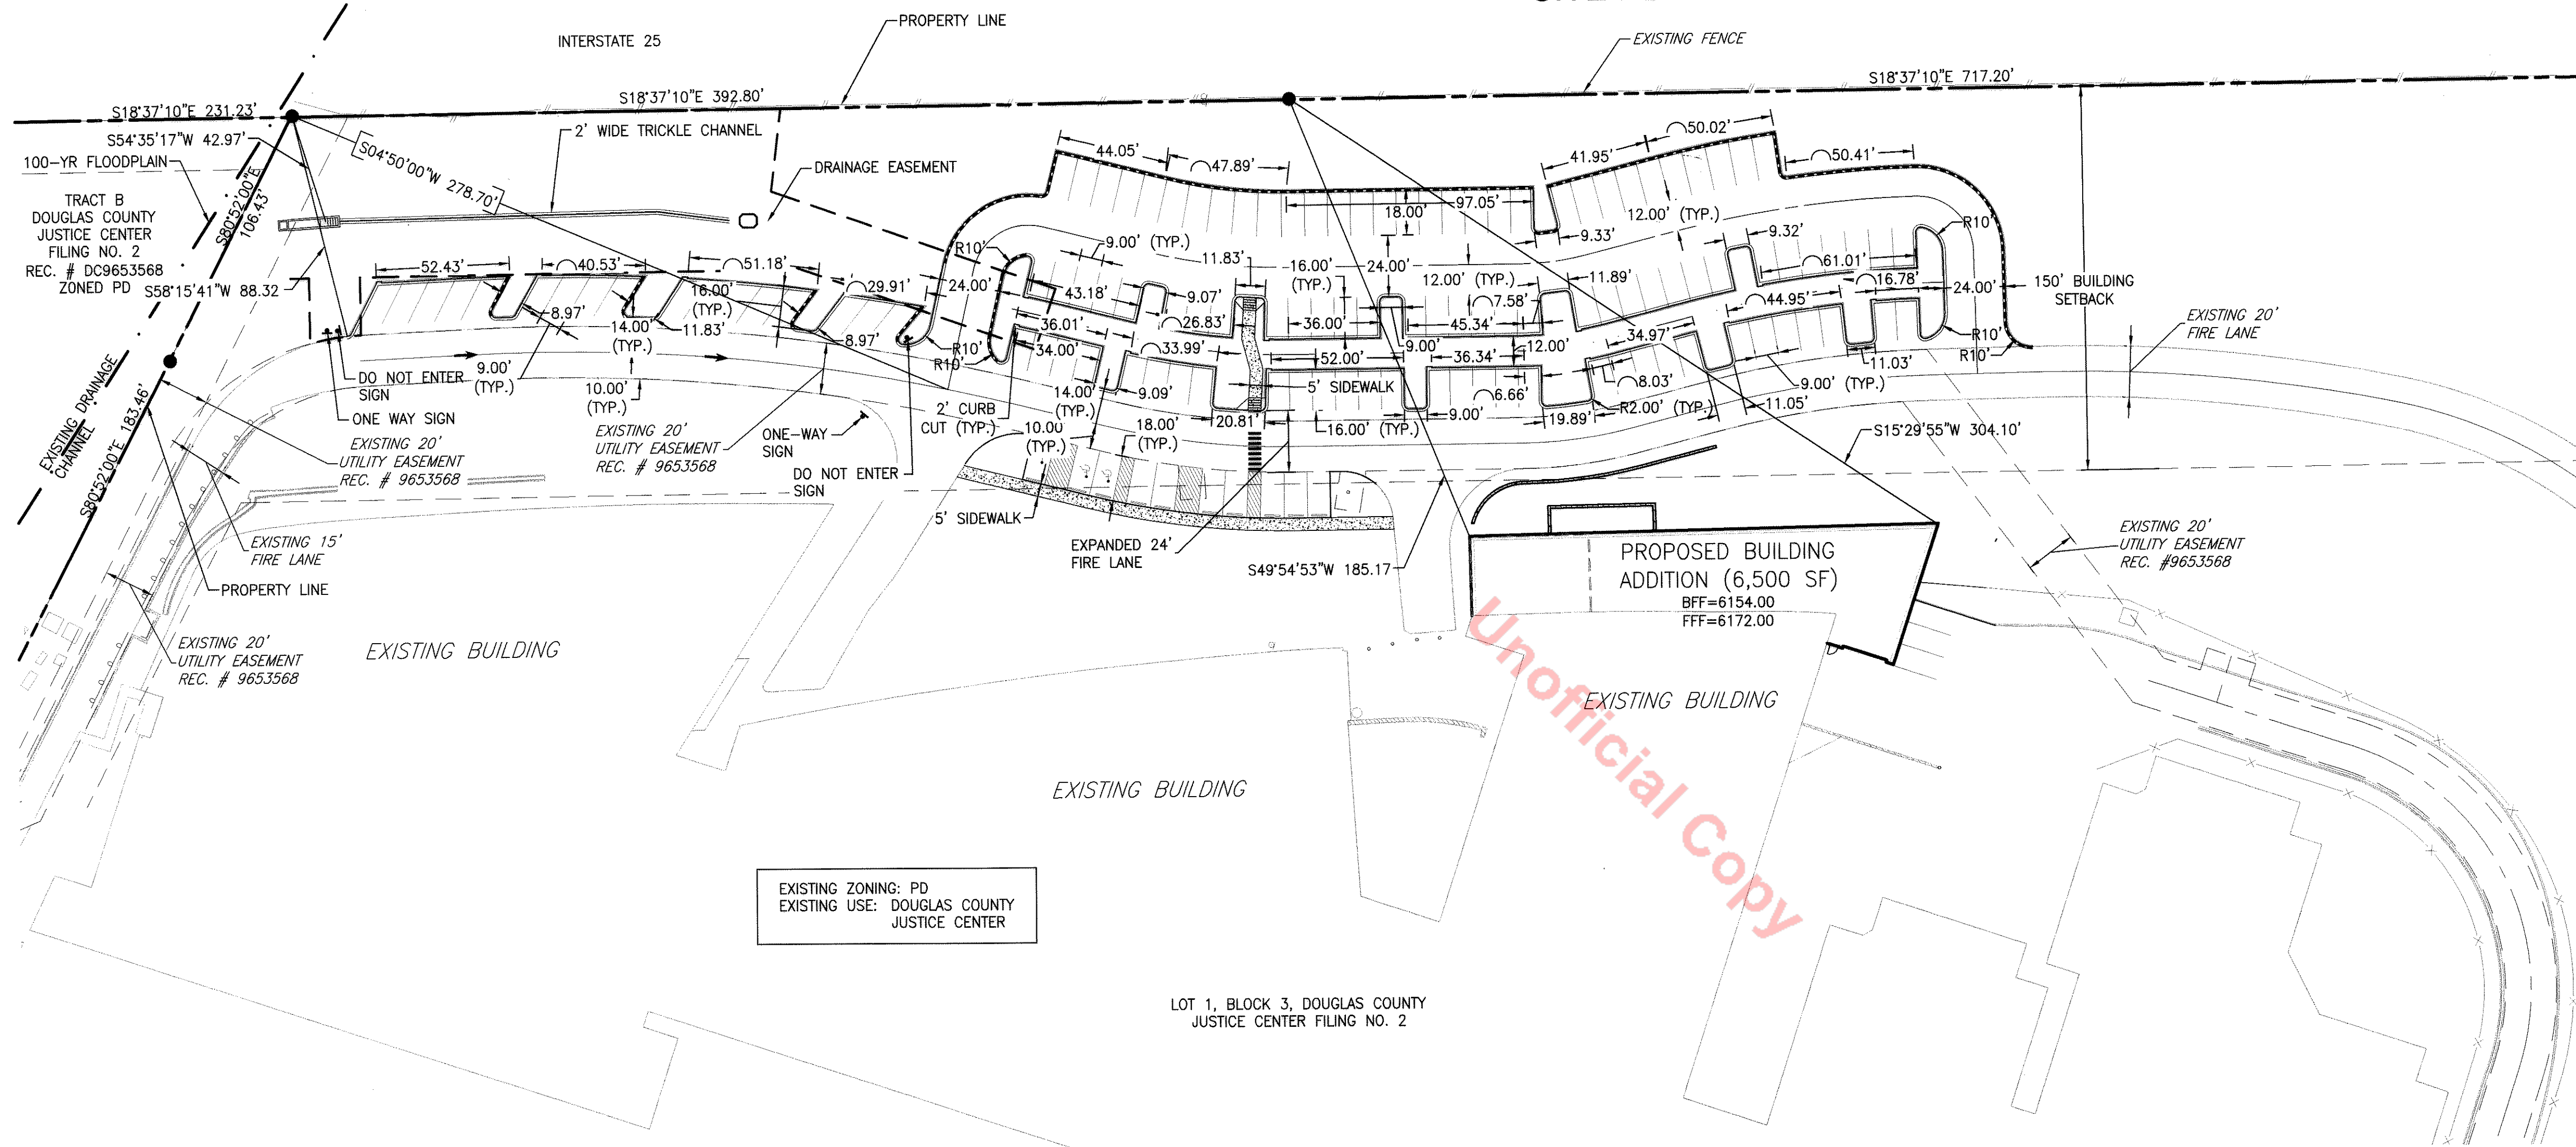 INTERSTATE 25
PROPERTY LINE
EXISTING FENCE
S18°37'10"E 231.23'
S18°37'10"E 392.80'
S18°37'10"E 717.20'
S54°35'17"W 42.97'
100-YR FLOODPLAIN
TRACT B
DOUGLAS COUNTY
JUSTICE CENTER
FILING NO. 2
REC. # DC9653568
ZONED PD
S58°15'41"W 88.32
S80°52'00"E
106.43'
S04°50'00"W 278.70'
2' WIDE TRICKLE CHANNEL
DRAINAGE EASEMENT
44.05'
47.89'
97.05'
18.00'
41.95'
50.02'
50.41'
12.00' (TYP.)
9.33'
9.32'
61.01'
16.78'
44.95'
24.00'
R10'
150' BUILDING
SETBACK
EXISTING 20'
FIRE LANE
52.43'
40.53'
51.18'
29.91'
24.00'
R10'
9.00' (TYP.)
11.83'
16.00'
(TYP.)
24.00'
12.00' (TYP.)
11.89'
7.58'
43.18'
9.07'
26.83'
36.00'
45.34'
36.01'
34.00'
33.99'
52.00'
9.00'
36.34'
12.00'
34.97'
8.97'
14.00'
(TYP.)
16.00'
(TYP.)
11.83'
8.97'
R10'
R10'
R10'
R10'
11.03'
9.00' (TYP.)
11.05'
8.03'
R2.00' (TYP.)
6.66'
19.89'
9.00'
16.00' (TYP.)
5' SIDEWALK
20.81'
9.09'
14.00'
(TYP.)
10.00'
(TYP.)
18.00'
(TYP.)
2' CURB
CUT (TYP.)
DO NOT ENTER
SIGN
ONE WAY SIGN
9.00'
(TYP.)
10.00'
(TYP.)
EXISTING 20'
UTILITY EASEMENT
REC. # 9653568
EXISTING 20'
UTILITY EASEMENT
REC. # 9653568
ONE-WAY
SIGN
DO NOT ENTER
SIGN
5' SIDEWALK
EXPANDED 24'
FIRE LANE
S49°54'53"W 185.17
S15°29'55"W 304.10'
EXISTING DRAINAGE
CHANNEL
S80°52'00"E 183.46'
EXISTING 15'
FIRE LANE
PROPERTY LINE
EXISTING 20'
UTILITY EASEMENT
REC. # 9653568
EXISTING 20'
UTILITY EASEMENT
REC. #9653568
PROPOSED BUILDING
ADDITION (6,500 SF)
BFF=6154.00
FFF=6172.00
EXISTING BUILDING
EXISTING BUILDING
EXISTING BUILDING
Unofficial Copy
EXISTING ZONING: PD
EXISTING USE: DOUGLAS COUNTY
JUSTICE CENTER
LOT 1, BLOCK 3, DOUGLAS COUNTY
JUSTICE CENTER FILING NO. 2